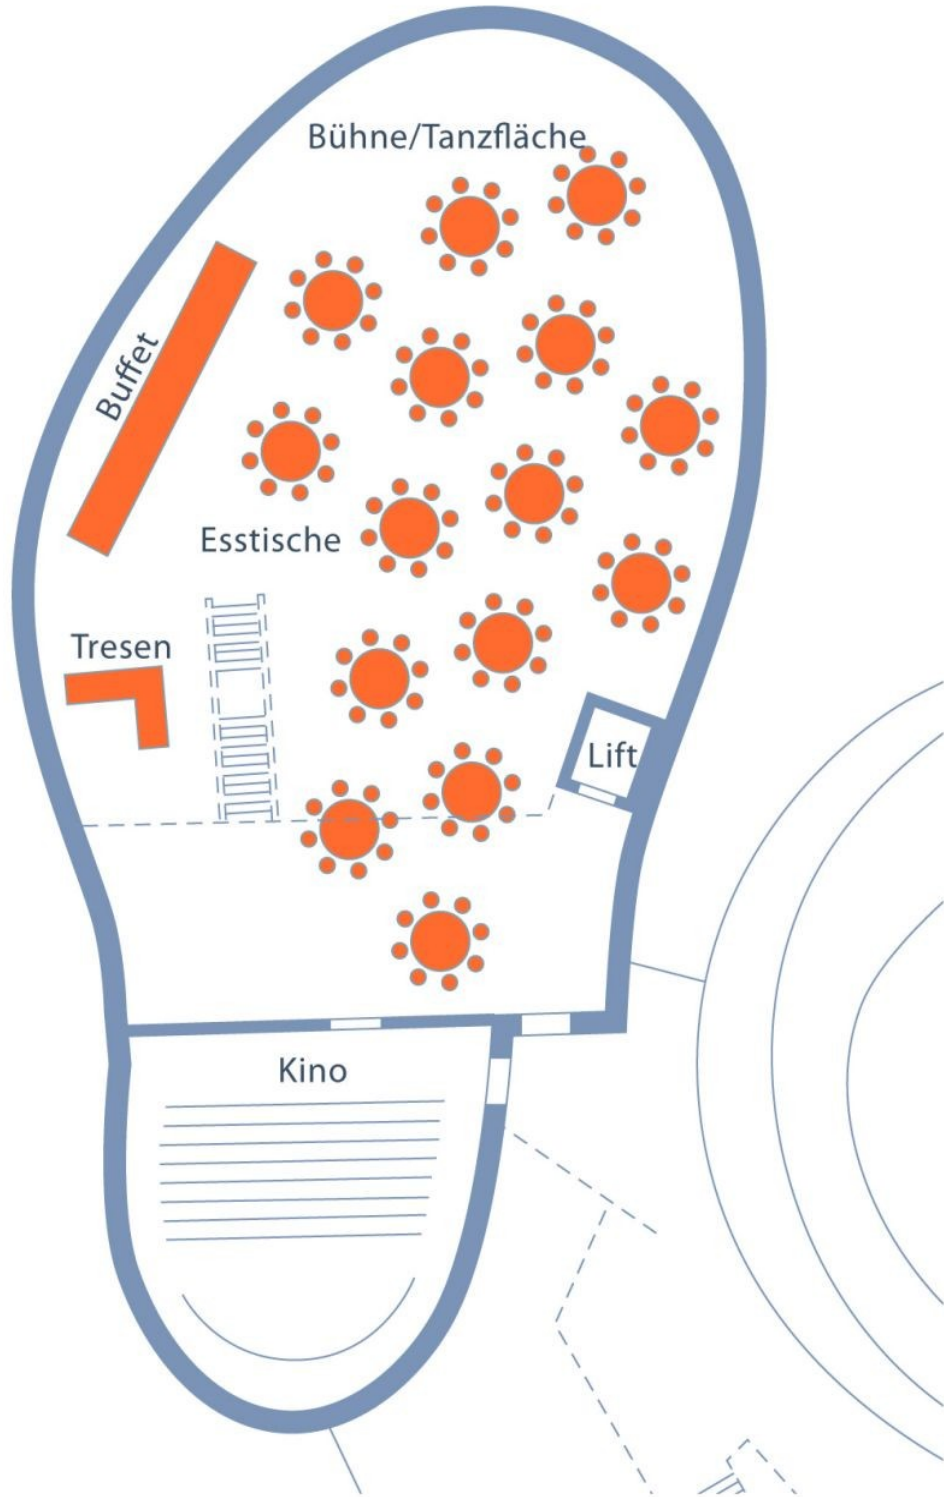 Bühne/Tanzfläche
Buffet
Esstische
Tresen
Lift
Kino